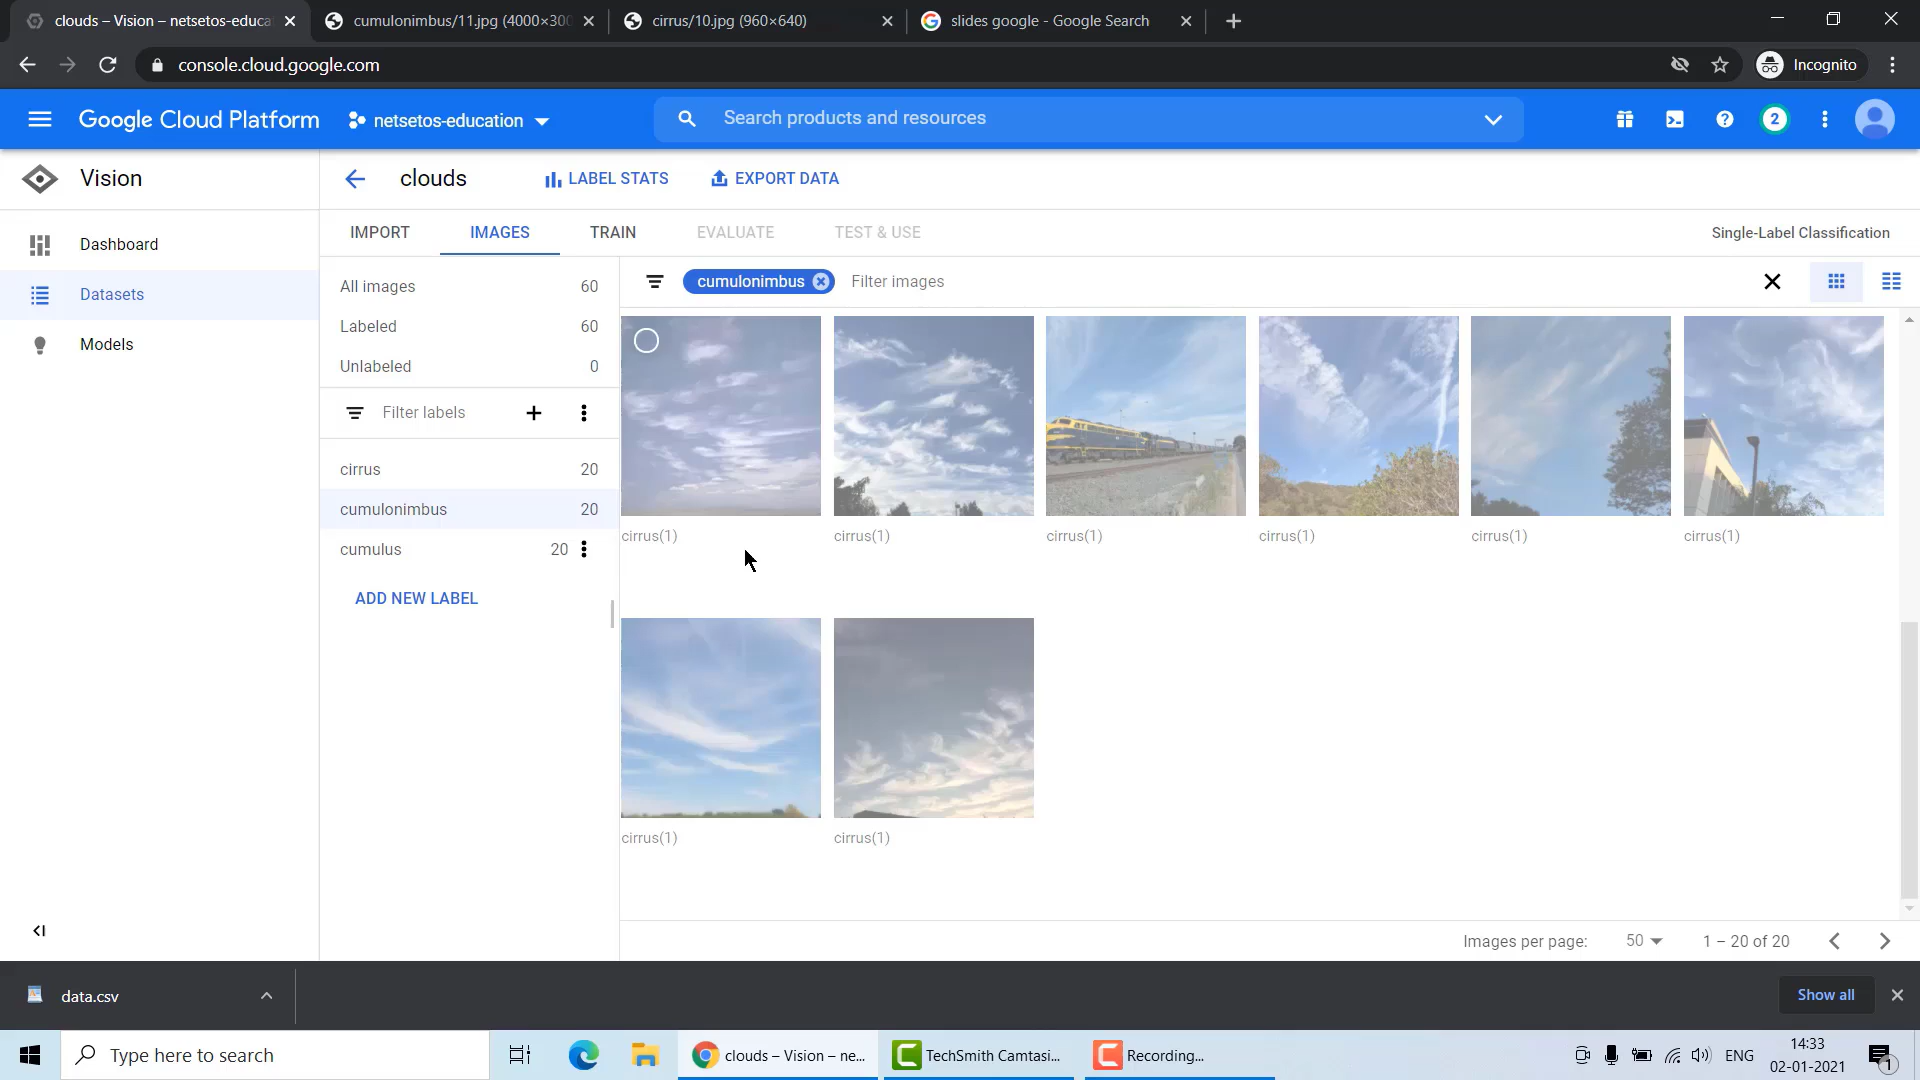 clouds – Vision – netsetos-educa
cumulonimbus/11.jpg (4000×300
cirrus/10.jpg (960×640)
slides google - Google Search
console.cloud.google.com
Incognito
Google Cloud Platform
netsetos-education
Search products and resources
2
Vision
clouds
LABEL STATS
EXPORT DATA
Dashboard
Datasets
Models
IMPORT
IMAGES
TRAIN
EVALUATE
TEST & USE
Single-Label Classification
All images 60
Labeled 60
Unlabeled 0
Filter labels
cirrus 20
cumulonimbus 20
cumulus 20
ADD NEW LABEL
cumulonimbus
Filter images
cirrus(1)
cirrus(1)
cirrus(1)
cirrus(1)
cirrus(1)
cirrus(1)
cirrus(1)
cirrus(1)
Images per page: 50 1 – 20 of 20
data.csv
Show all
Type here to search
clouds – Vision – ne...
TechSmith Camtasi...
Recording...
ENG
14:33
02-01-2021
1